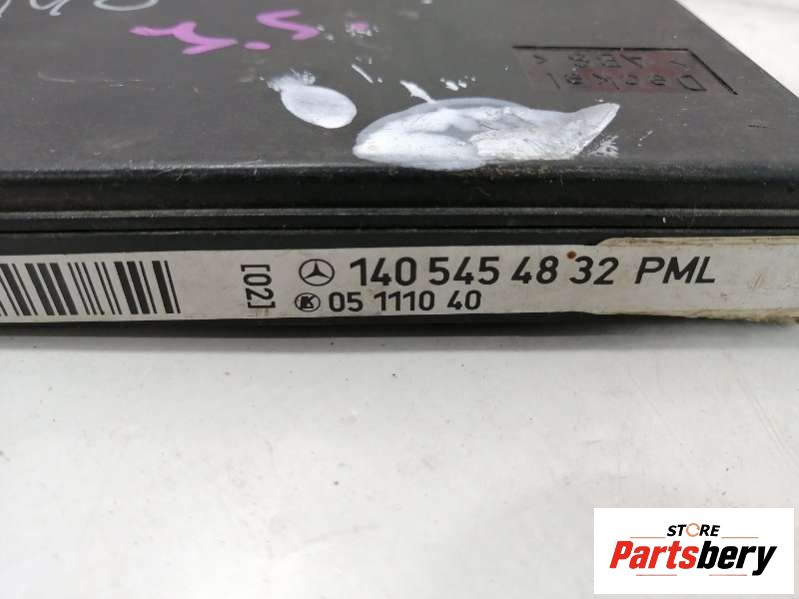 [02] 140 545 48 32 PML
K 05 1110 40
STORE
Partsbery